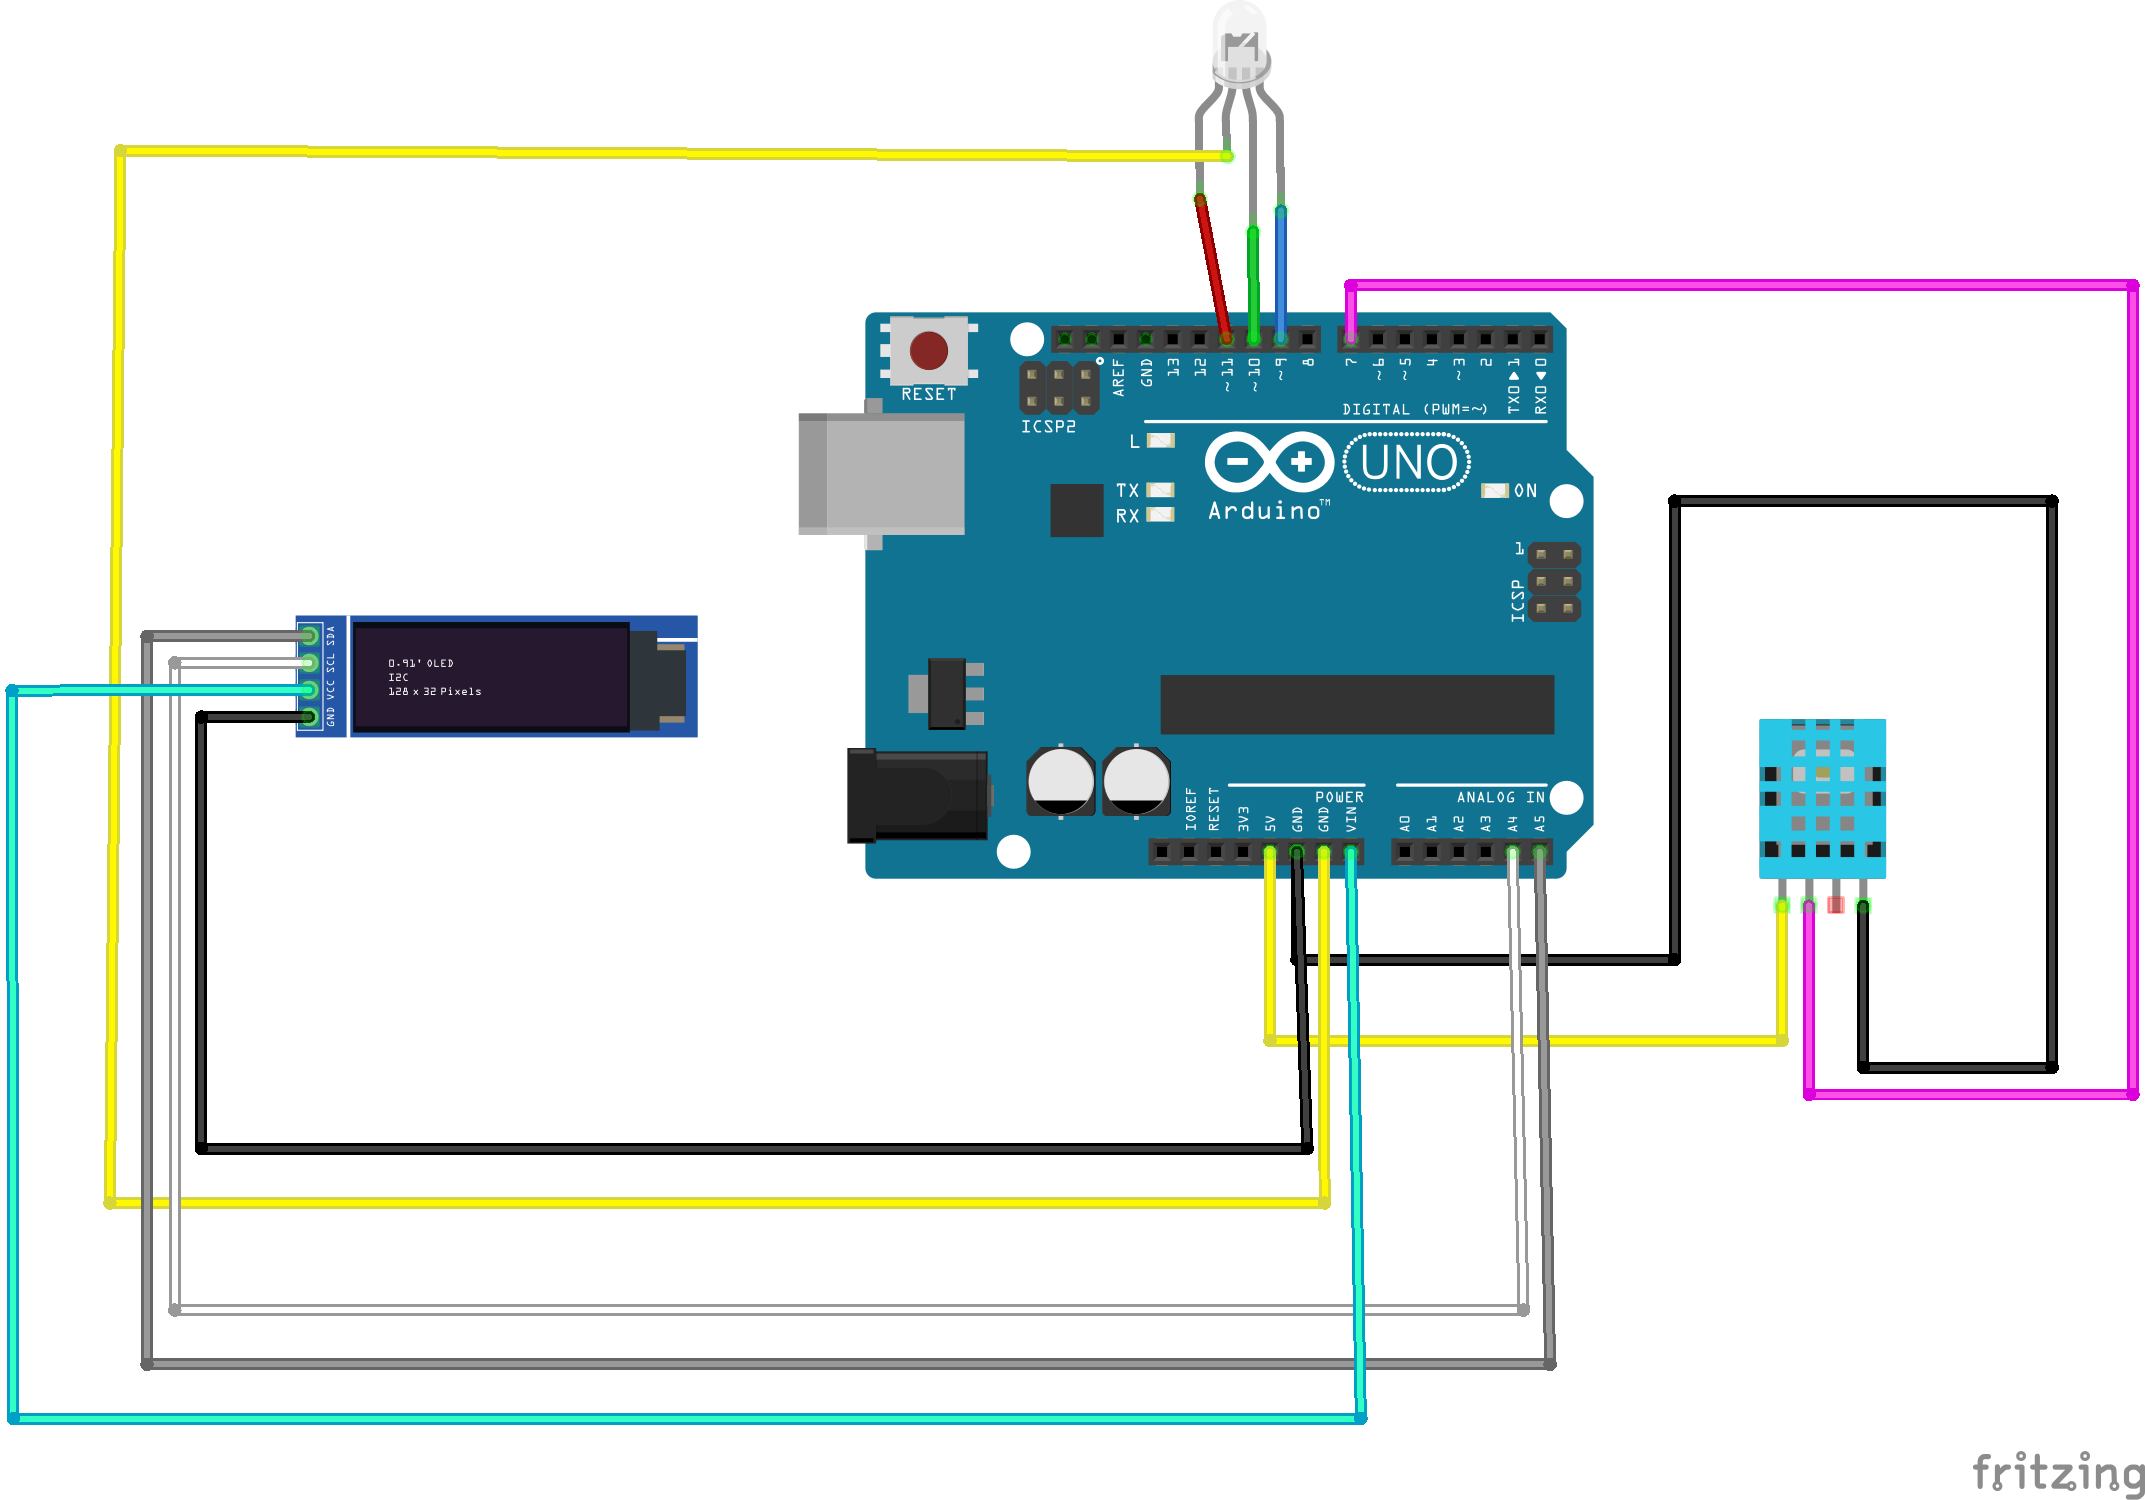 RESET
ICSP2
AREF
GND
13
12
~11
~10
~9
8
7
~6
~5
4
~3
2
TX0▶1
RX0◀0
DIGITAL (PWM=~)
L
TX
RX
Arduino™
UNO
ON
1
ICSP
SDA
SCL
VCC
GND
0.91' OLED
I2C
128 x 32 Pixels
IOREF
RESET
3V3
5V
GND
GND
VIN
POWER
A0
A1
A2
A3
A4
A5
ANALOG IN
fritzing